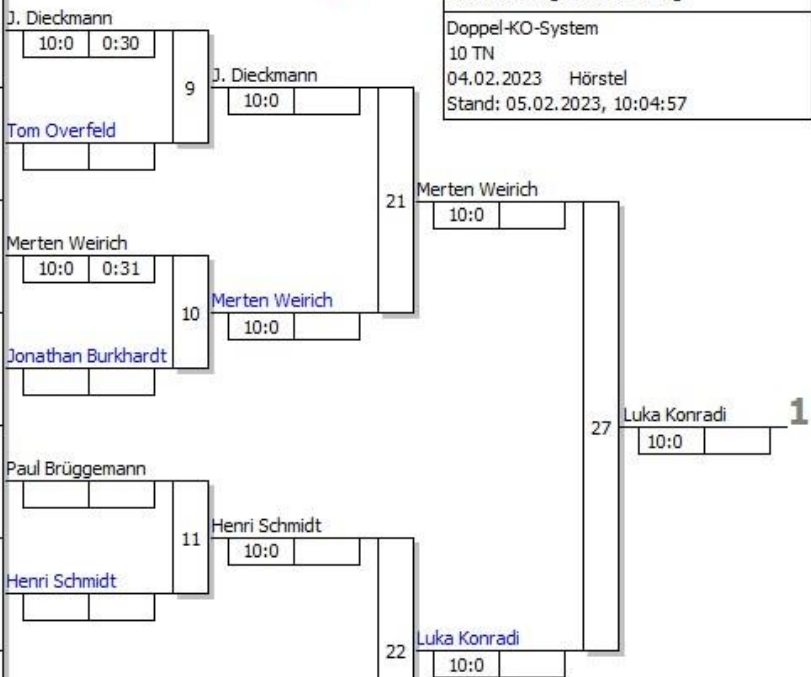 J. Dieckmann
10:0 0:30
9
Tom Overfeld
J. Dieckmann
10:0
Doppel-KO-System
10 TN
04.02.2023 Hörstel
Stand: 05.02.2023, 10:04:57
21
Merten Weirich
10:0
Merten Weirich
10:0 0:31
10
Merten Weirich
10:0
Jonathan Burkhardt
27
Luka Konradi
10:0
1
Paul Brüggemann
11
Henri Schmidt
10:0
Henri Schmidt
22
Luka Konradi
10:0